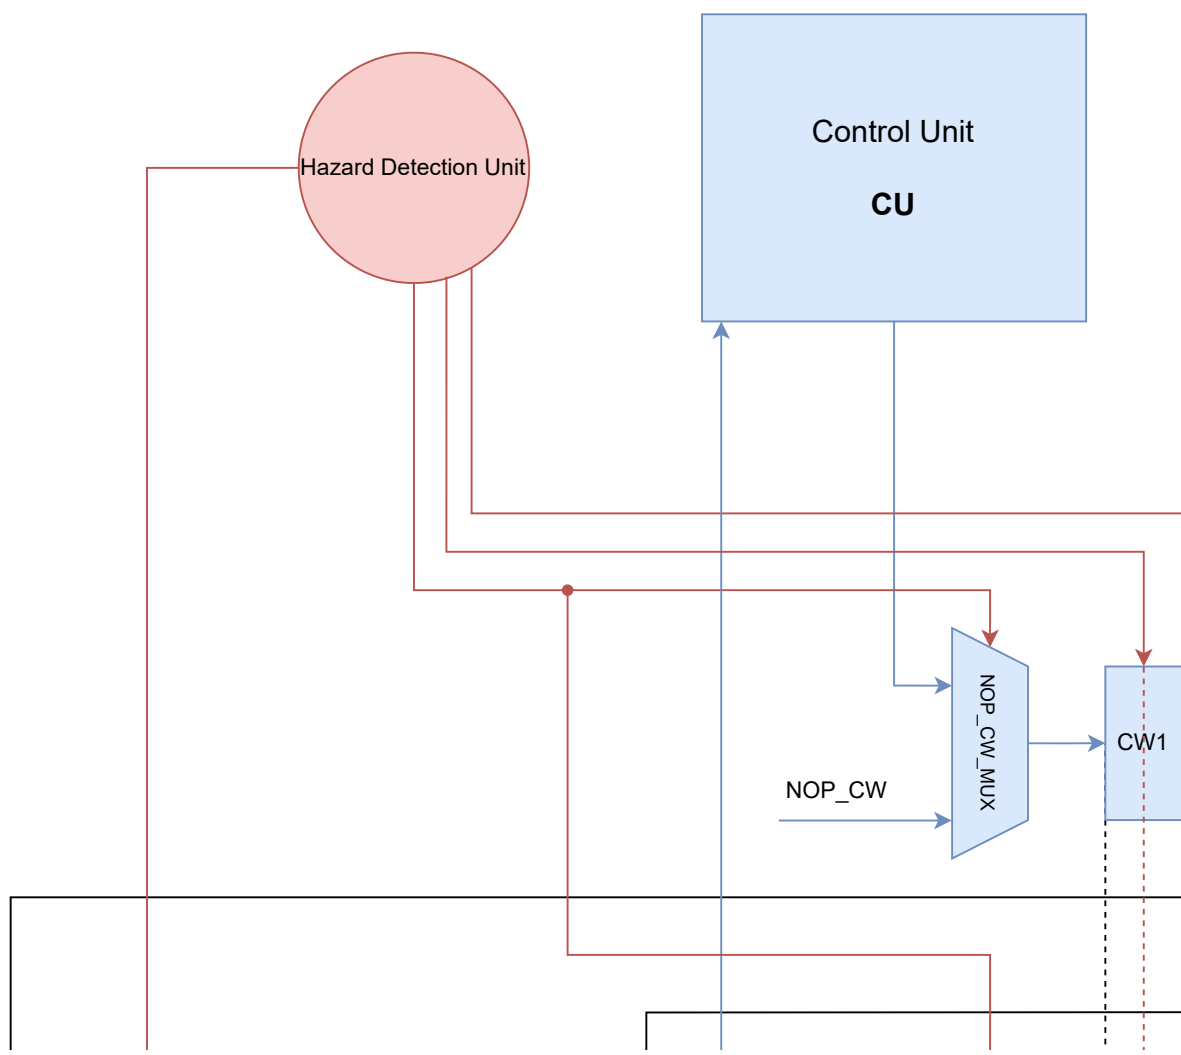 Control Unit
CU
Hazard Detection Unit
NOP_CW_MUX
CW1
NOP_CW